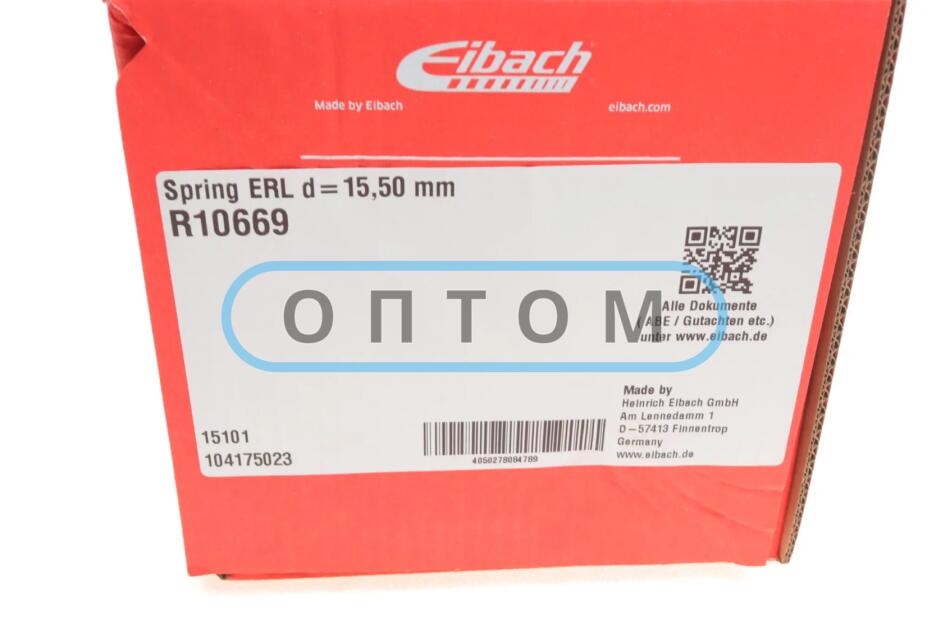 Eibach
Made by Eibach
eibach.com
Spring ERL d=15,50 mm
R10669
Alle Dokumente
(ABE / Gutachten etc.)
unter www.eibach.de
ОПТОМ
Made by
Heinrich Eibach GmbH
Am Lennedamm 1
D-57413 Finnentrop
Germany
www.eibach.de
15101
104175023
4050278084789